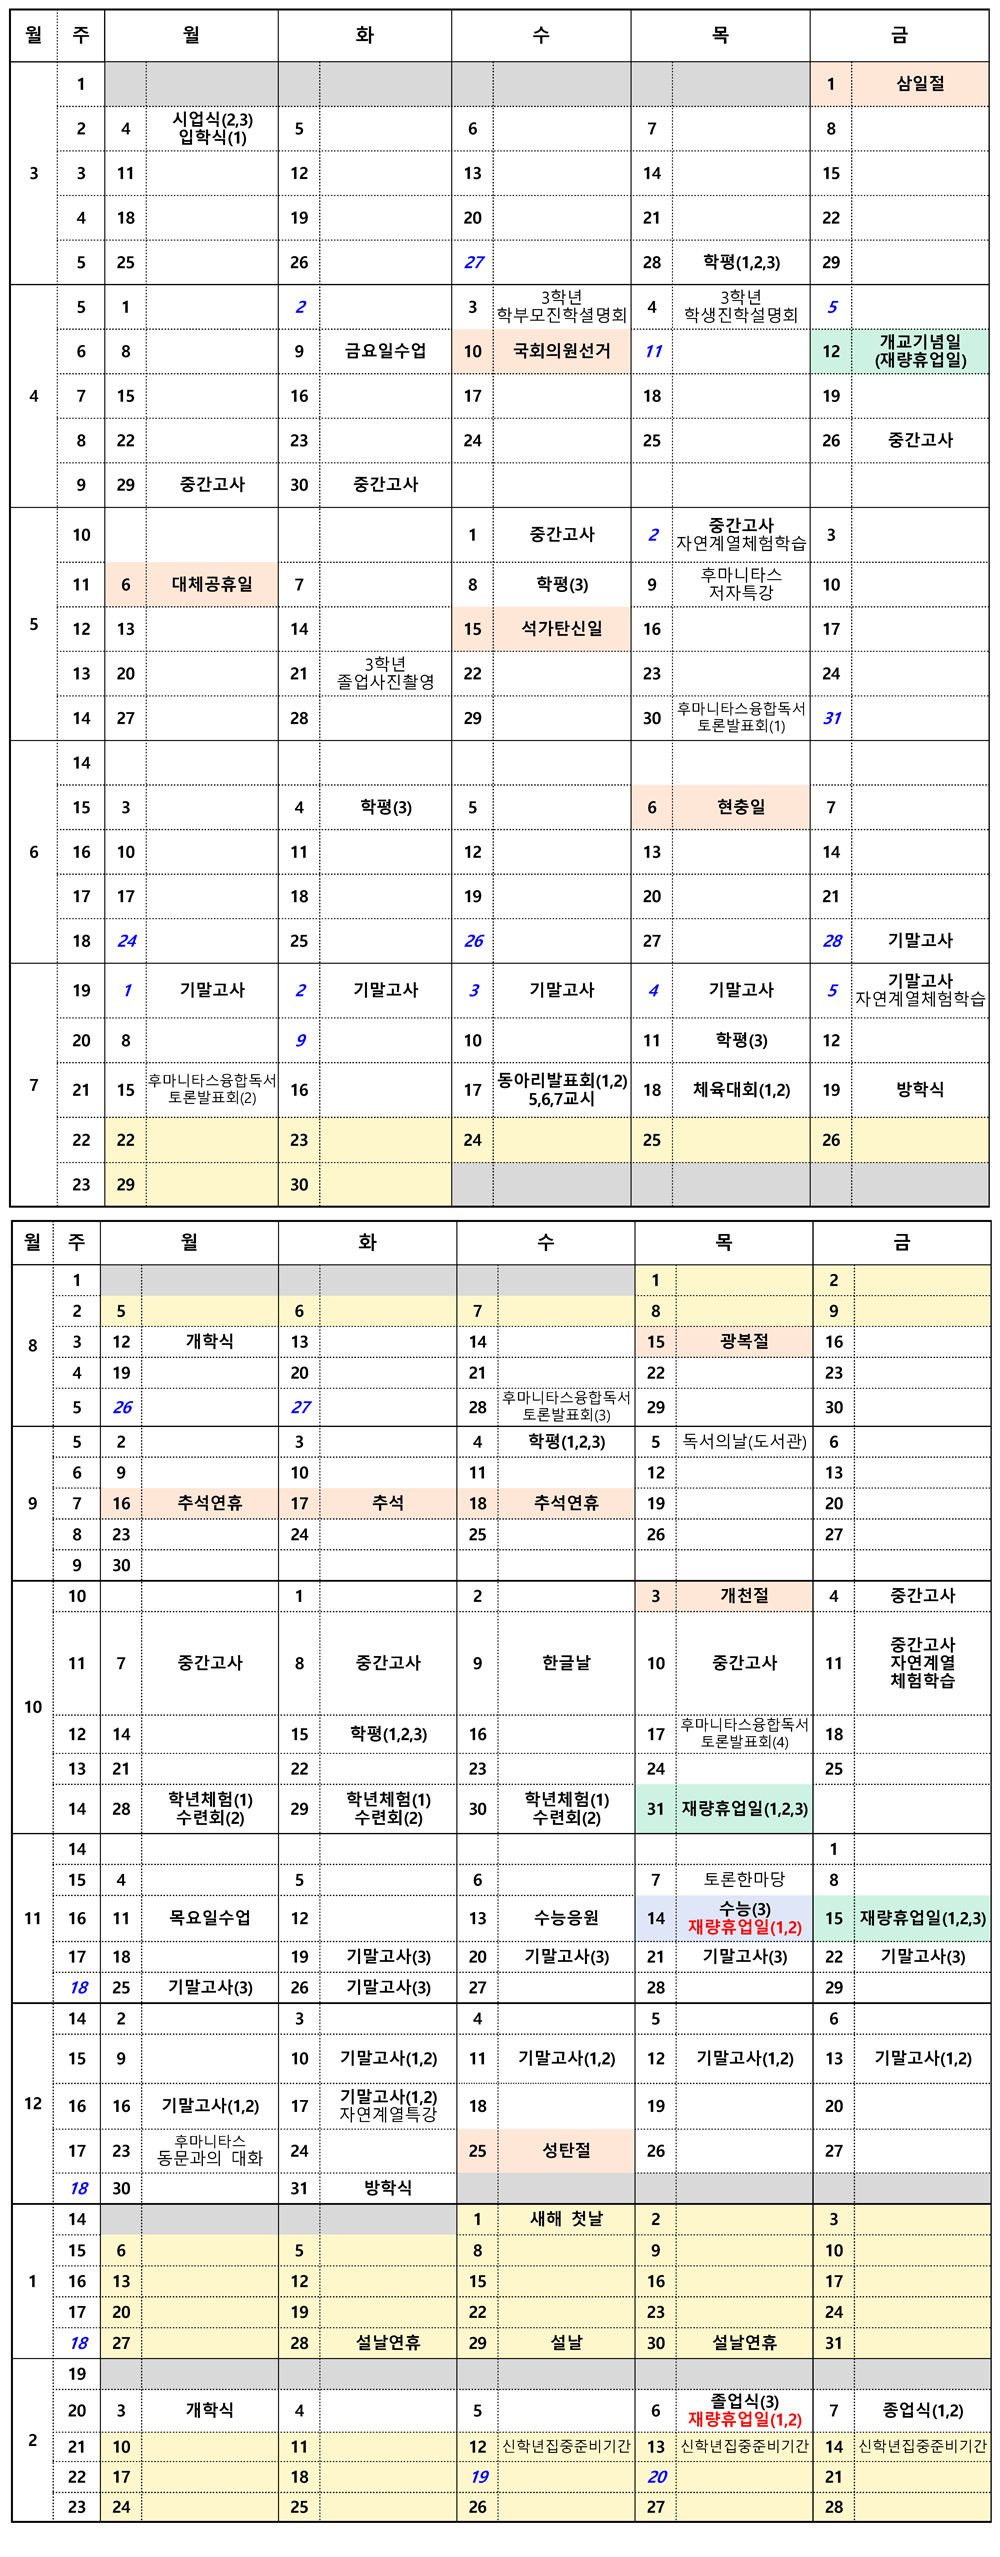 월 주 월 화 수 목 금
3
1 1 삼일절
2 4 시업식(2,3) 5 6 7 8
입학식(1)
3 11 12 13 14 15
4 18 19 20 21 22
5 25 26 27 28 학평(1,2,3) 29
4
5 1 2 3 3학년 4 3학년 5
학부모진학설명회 학생진학설명회
6 8 9 금요일수업 10 국회의원선거 11 12 개교기념일
(재량휴업일)
7 15 16 17 18 19
8 22 23 24 25 26 중간고사
9 29 중간고사 30 중간고사
5
10 1 중간고사 2 중간고사 3
자연계열체험학습
11 6 대체공휴일 7 8 학평(3) 9 후마니타스 10
저자특강
12 13 14 15 석가탄신일 16 17
13 20 21 3학년 22 23 24
졸업사진촬영
14 27 28 29 30 후마니타스융합독서 31
토론발표회(1)
6
14
15 3 4 학평(3) 5 6 현충일 7
16 10 11 12 13 14
17 17 18 19 20 21
18 24 25 26 27 28 기말고사
7
19 1 기말고사 2 기말고사 3 기말고사 4 기말고사 5 기말고사
자연계열체험학습
20 8 9 10 11 학평(3) 12
21 15 후마니타스융합독서 16 17 동아리발표회(1,2) 18 체육대회(1,2) 19 방학식
토론발표회(2) 5,6,7교시
22 22 23 24 25 26
23 29 30
월 주 월 화 수 목 금
8
1 1 2
2 5 6 7 8 9
3 12 개학식 13 14 15 광복절 16
4 19 20 21 22 23
5 26 27 28 후마니타스융합독서 29 30
토론발표회(3)
9
5 2 3 4 학평(1,2,3) 5 독서의날(도서관) 6
6 9 10 11 12 13
7 16 추석연휴 17 추석 18 추석연휴 19 20
8 23 24 25 26 27
9 30
10
10 1 2 3 개천절 4 중간고사
11 7 중간고사 8 중간고사 9 한글날 10 중간고사 11 중간고사
자연계열
체험학습
12 14 15 학평(1,2,3) 16 17 후마니타스융합독서 18
토론발표회(4)
13 21 22 23 24 25
14 28 학년체험(1) 29 학년체험(1) 30 학년체험(1) 31 재량휴업일(1,2,3)
수련회(2) 수련회(2) 수련회(2)
11
14 1
15 4 5 6 7 토론한마당 8
16 11 목요일수업 12 13 수능응원 14 수능(3) 15 재량휴업일(1,2,3)
재량휴업일(1,2)
17 18 19 기말고사(3) 20 기말고사(3) 21 기말고사(3) 22 기말고사(3)
18 25 기말고사(3) 26 기말고사(3) 27 28 29
12
14 2 3 4 5 6
15 9 10 기말고사(1,2) 11 기말고사(1,2) 12 기말고사(1,2) 13 기말고사(1,2)
16 16 기말고사(1,2) 17 기말고사(1,2) 18 19 20
자연계열특강
17 23 후마니타스 24 25 성탄절 26 27
동문과의 대화
18 30 31 방학식
1
14 1 새해 첫날 2 3
15 6 5 8 9 10
16 13 12 15 16 17
17 20 19 22 23 24
18 27 28 설날연휴 29 설날 30 설날연휴 31
2
19
20 3 개학식 4 5 6 졸업식(3) 7 종업식(1,2)
재량휴업일(1,2)
21 10 11 12 신학년집중준비기간 13 신학년집중준비기간 14 신학년집중준비기간
22 17 18 19 20 21
23 24 25 26 27 28